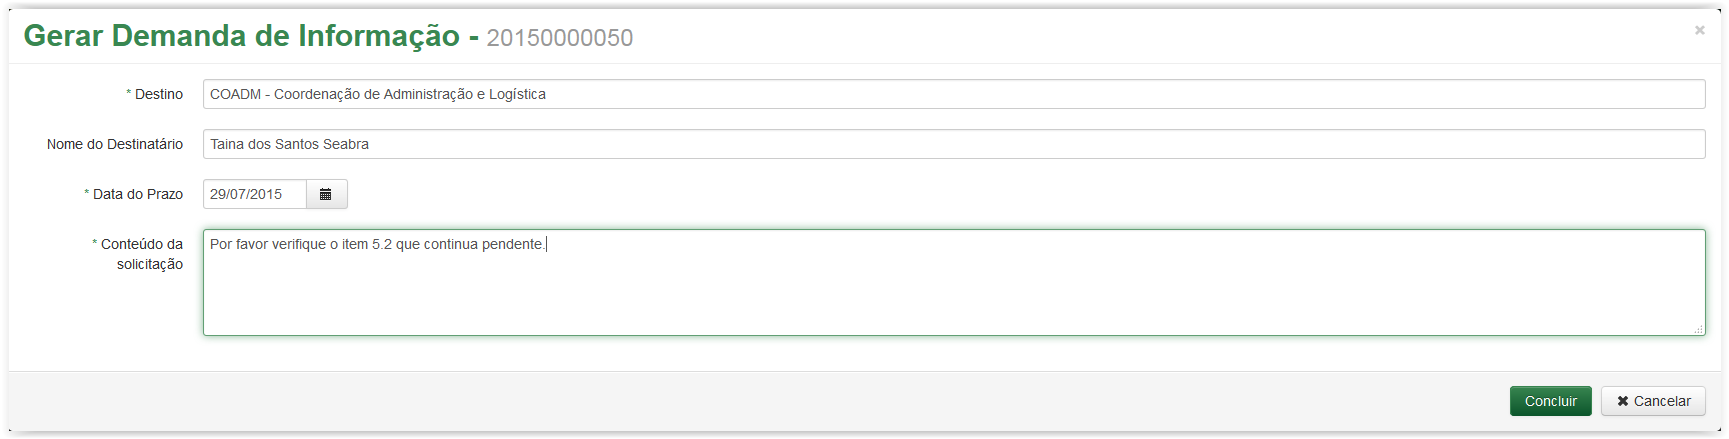 Gerar Demanda de Informação - 20150000050
×
* Destino
COADM - Coordenação de Administração e Logística
Nome do Destinatário
Taina dos Santos Seabra
* Data do Prazo
29/07/2015
* Conteúdo da
solicitação
Por favor verifique o item 5.2 que continua pendente.
Concluir
✖ Cancelar